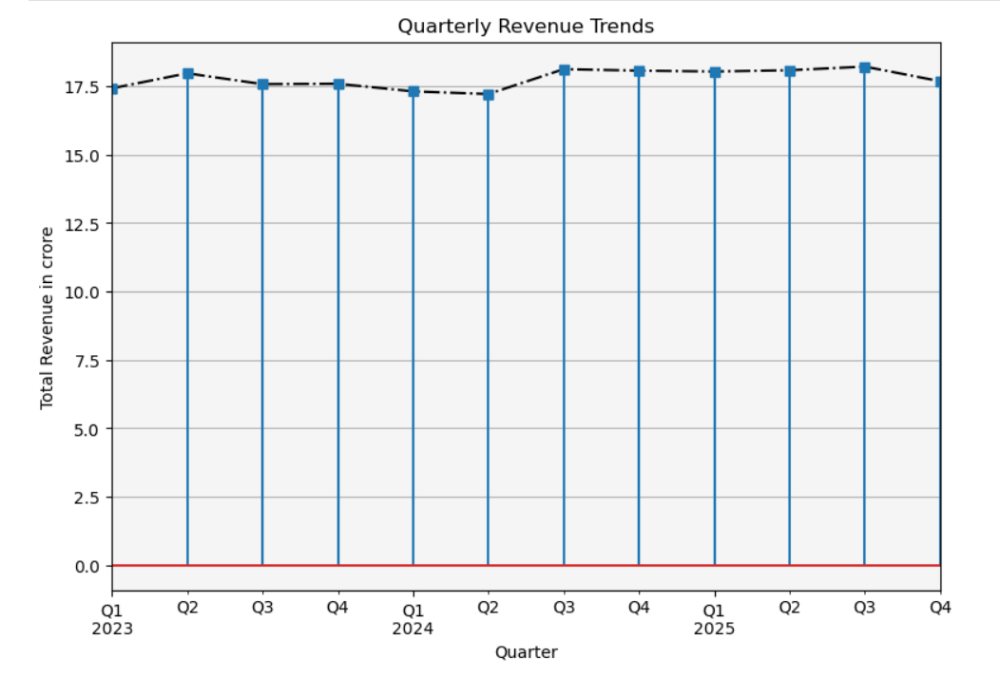 Quarterly Revenue Trends
17.5
15.0
12.5
10.0
7.5
5.0
2.5
0.0
Total Revenue in crore
Q1 Q2 Q3 Q4 Q1 Q2 Q3 Q4 Q1 Q2 Q3 Q4
2023 2024 2025
Quarter